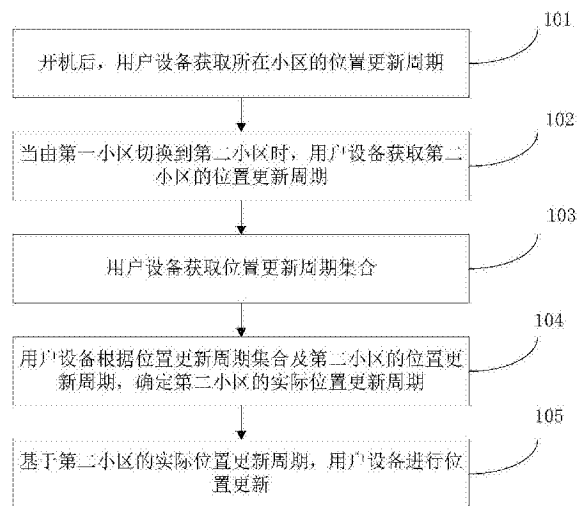 101
开机后，用户设备获取所在小区的位置更新周期
102
当由第一小区切换到第二小区时，用户设备获取第二
小区的位置更新周期
103
用户设备获取位置更新周期集合
104
用户设备根据位置更新周期集合及第二小区的位置更
新周期，确定第二小区的实际位置更新周期
105
基于第二小区的实际位置更新周期，用户设备进行位
置更新